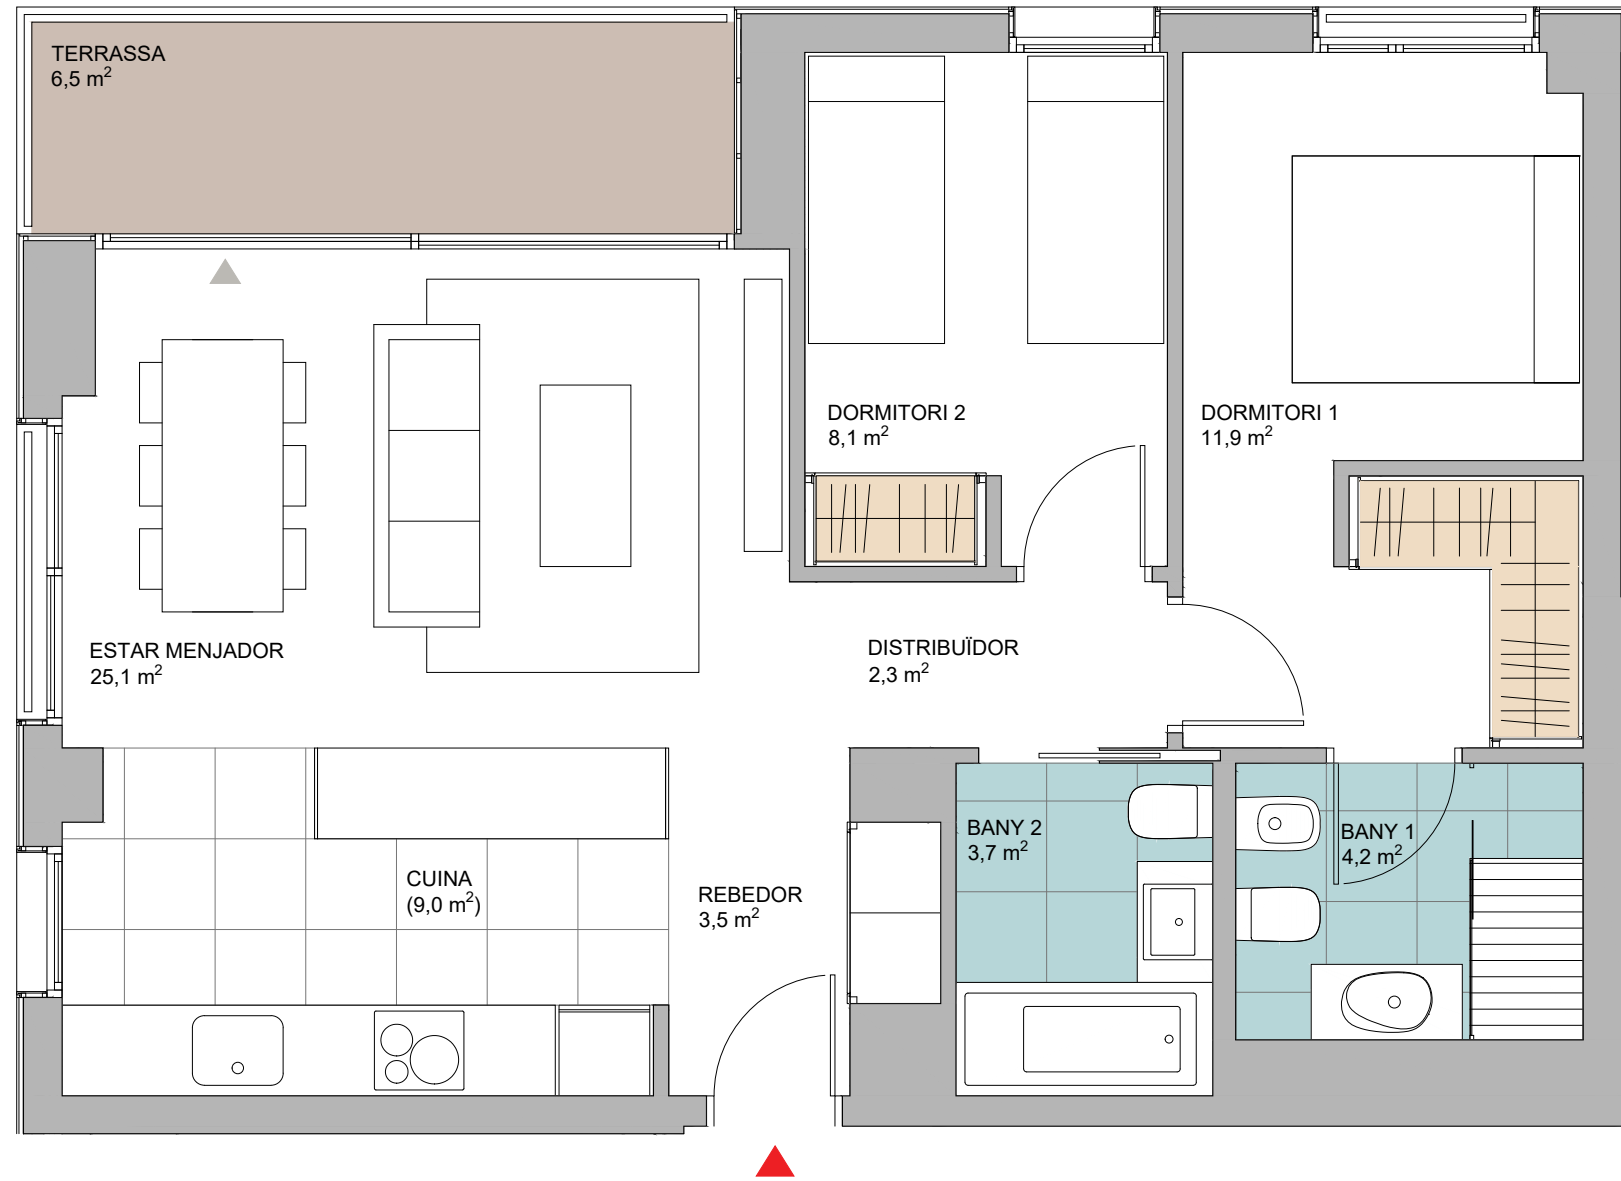 TERRASSA
6,5 m²
DORMITORI 2
8,1 m²
DORMITORI 1
11,9 m²
ESTAR MENJADOR
25,1 m²
DISTRIBUÏDOR
2,3 m²
CUINA
(9,0 m²)
REBEDOR
3,5 m²
BANY 2
3,7 m²
BANY 1
4,2 m²